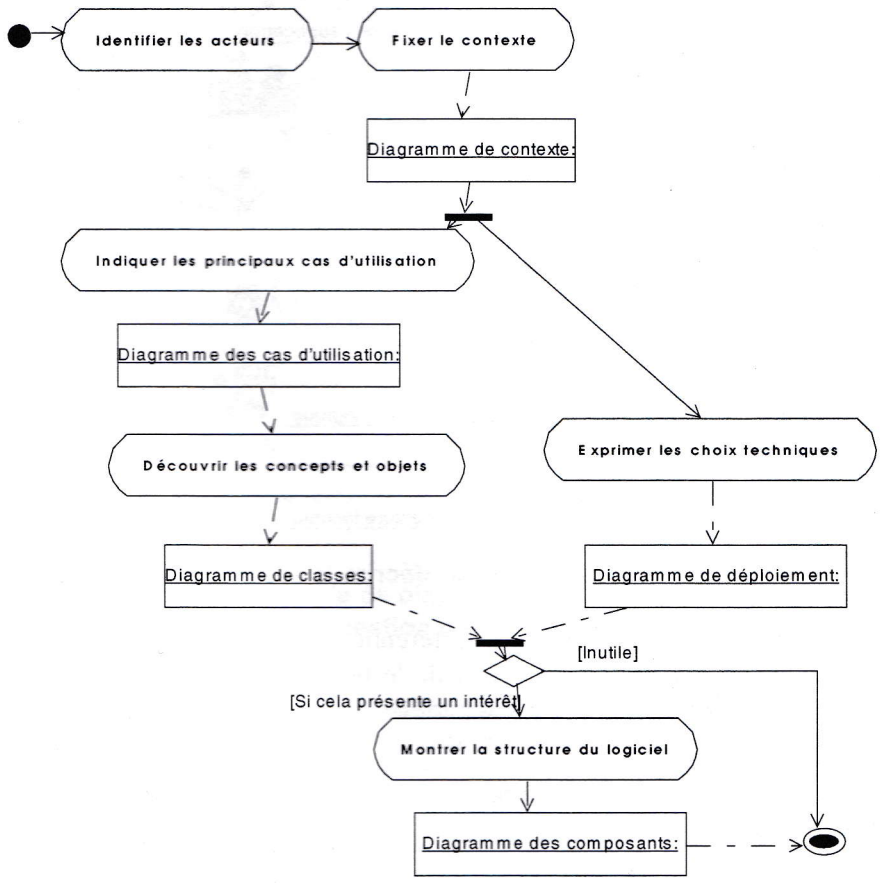 Identifier les acteurs
Fixer le contexte
Diagramme de contexte:
Indiquer les principaux cas d'utilisation
Diagramme des cas d'utilisation:
Découvrir les concepts et objets
Exprimer les choix techniques
Diagramme de classes:
Diagramme de déploiement:
[Inutile]
[Si cela présente un intérêt]
Montrer la structure du logiciel
Diagramme des composants: